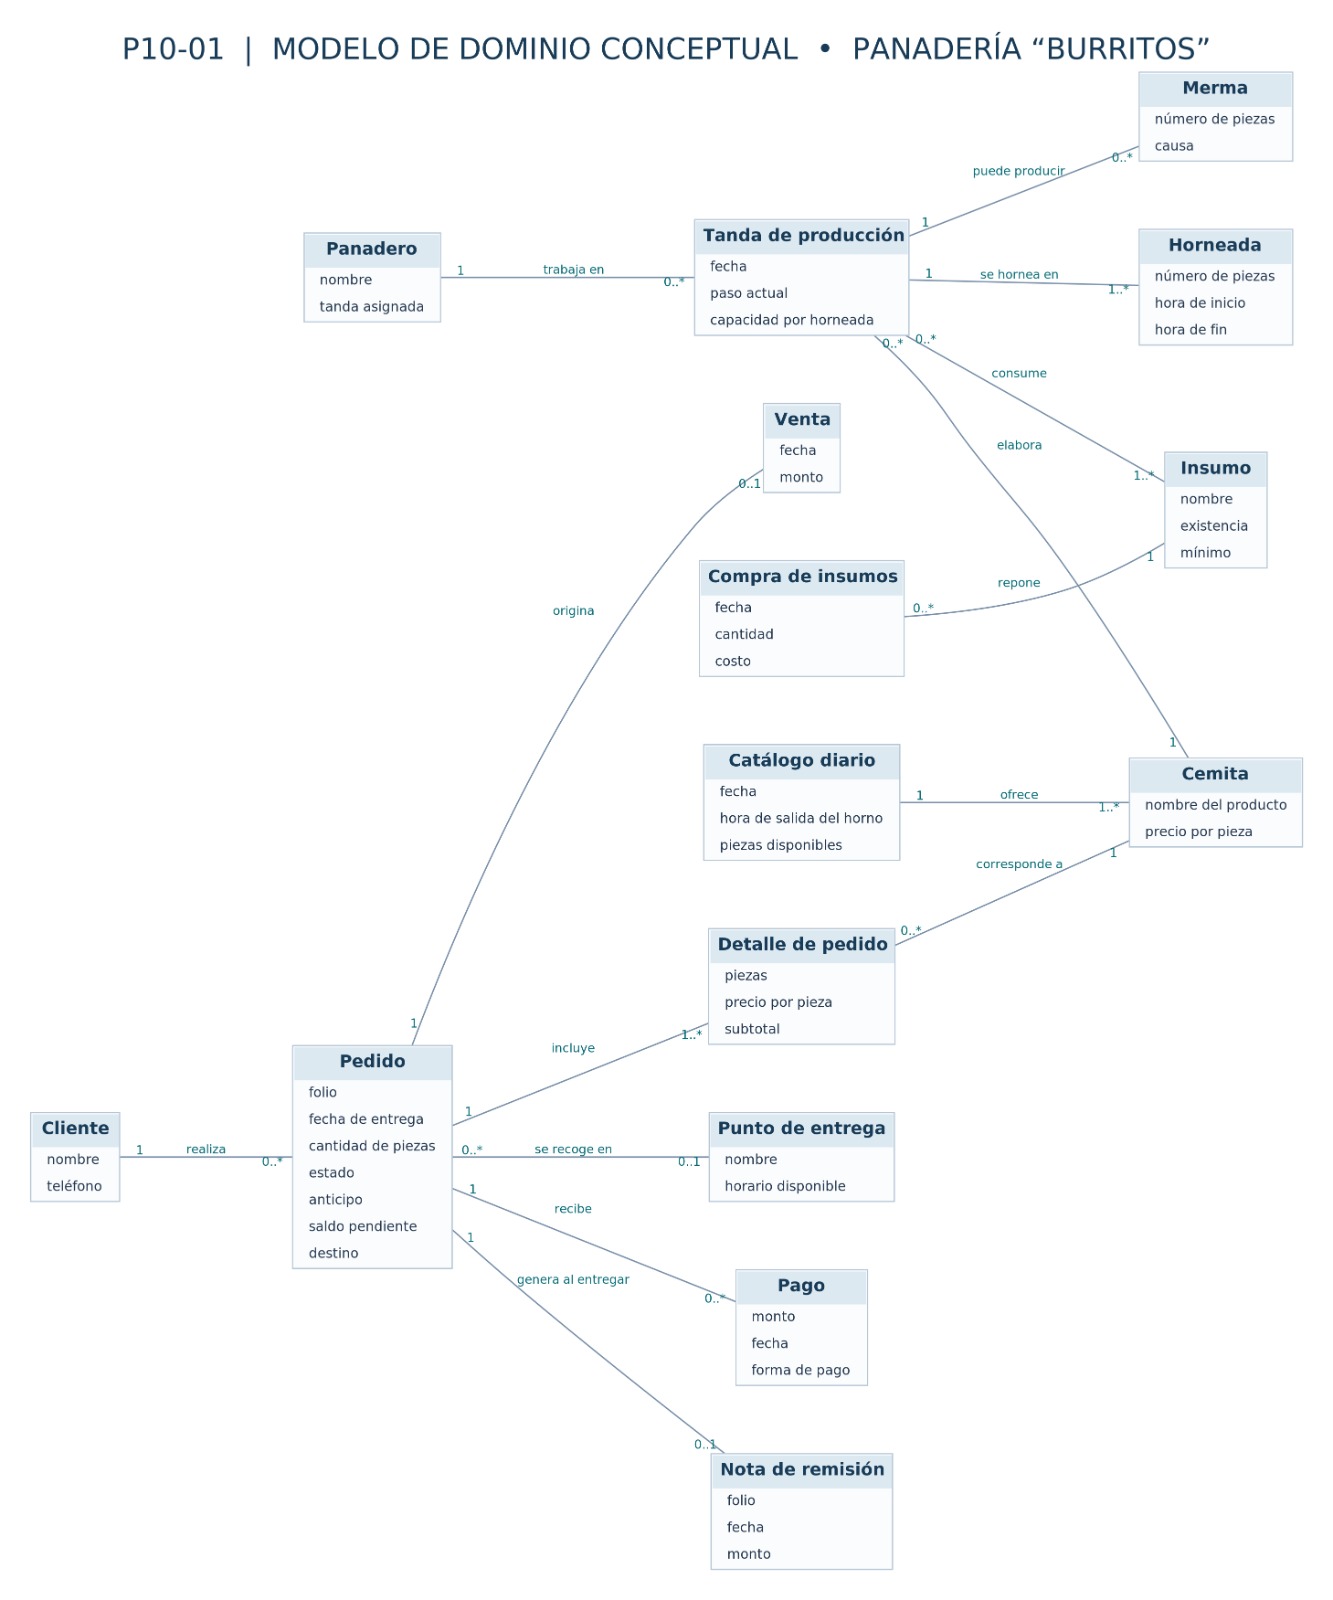 P10-01 | MODELO DE DOMINIO CONCEPTUAL • PANADERÍA “BURRITOS”
Merma
número de piezas
causa
0..*
puede producir
1
Tanda de producción
fecha
paso actual
capacidad por horneada
Panadero
nombre
tanda asignada
1
trabaja en
0..*
Horneada
número de piezas
hora de inicio
hora de fin
1
se hornea en
1..*
0..*
0..*
consume
elabora
1..*
Insumo
nombre
existencia
mínimo
1
Venta
fecha
monto
0..1
origina
Compra de insumos
fecha
cantidad
costo
0..*
repone
1
Catálogo diario
fecha
hora de salida del horno
piezas disponibles
1
ofrece
1..*
Cemita
nombre del producto
precio por pieza
1
corresponde a
0..*
Detalle de pedido
piezas
precio por pieza
subtotal
1..*
incluye
1
1
Pedido
folio
fecha de entrega
cantidad de piezas
estado
anticipo
saldo pendiente
destino
Cliente
nombre
teléfono
1
realiza
0..*
0..*
se recoge en
0..1
Punto de entrega
nombre
horario disponible
1
recibe
0..*
Pago
monto
fecha
forma de pago
1
genera al entregar
0..1
Nota de remisión
folio
fecha
monto